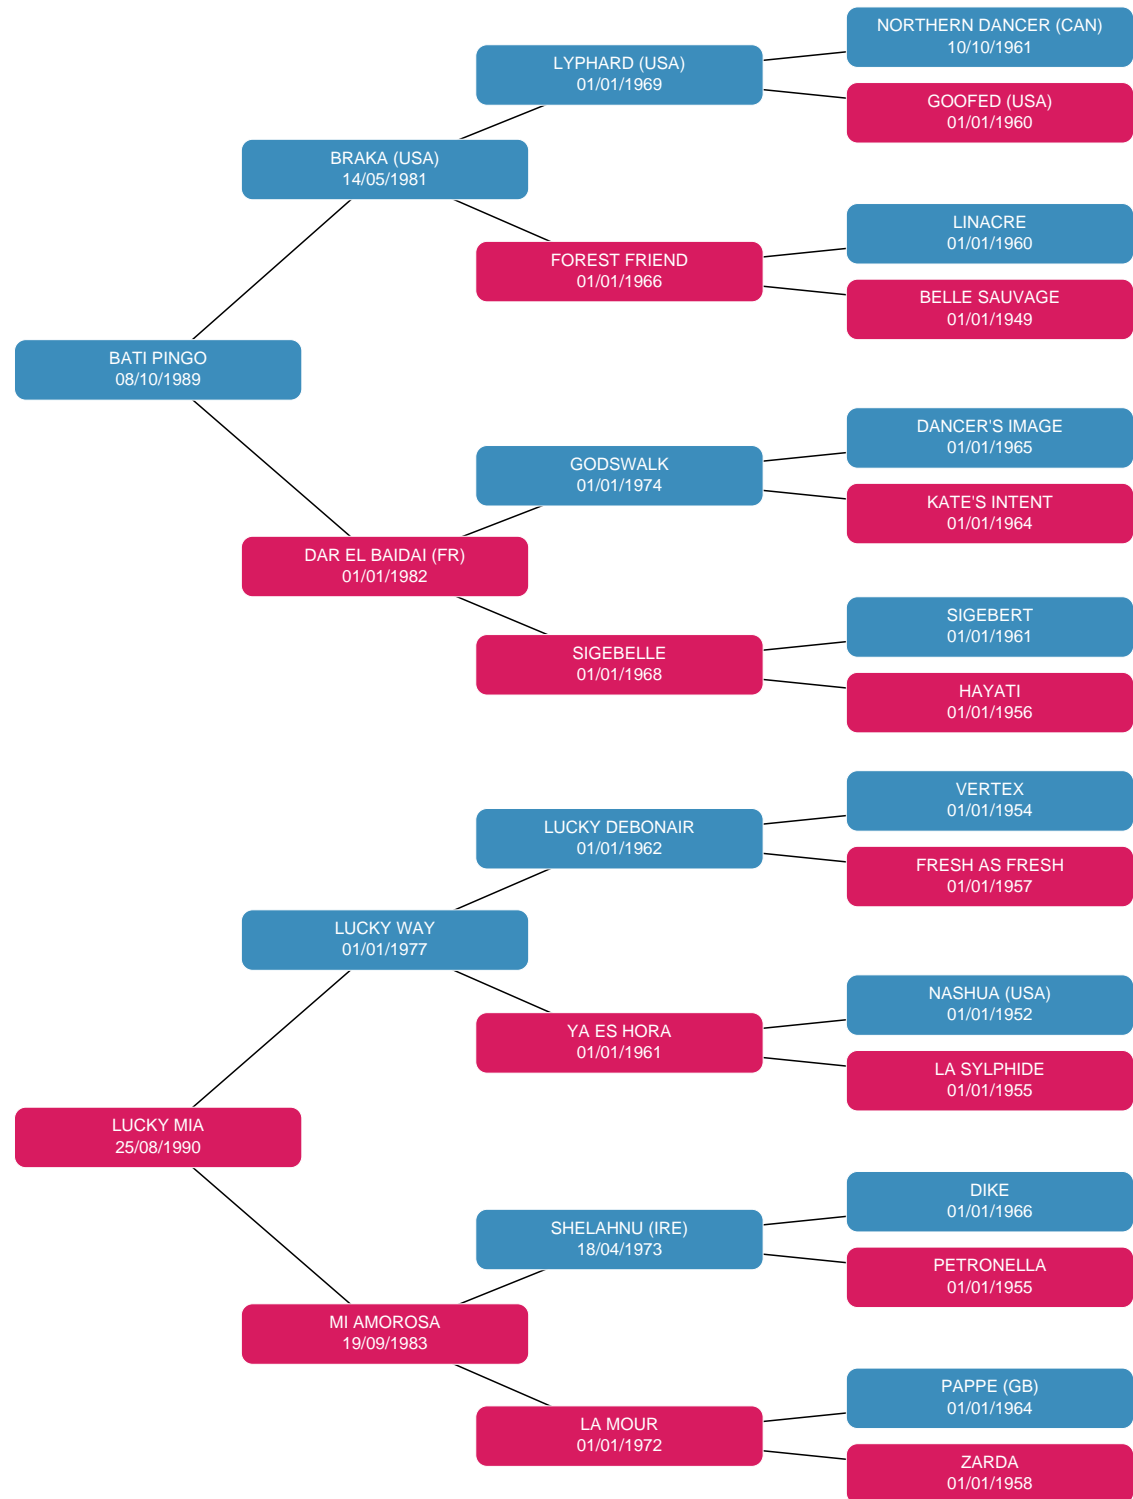 NORTHERN DANCER (CAN)
10/10/1961
LYPHARD (USA)
01/01/1969
GOOFED (USA)
01/01/1960
BRAKA (USA)
14/05/1981
LINACRE
01/01/1960
FOREST FRIEND
01/01/1966
BELLE SAUVAGE
01/01/1949
BATI PINGO
08/10/1989
DANCER'S IMAGE
01/01/1965
GODSWALK
01/01/1974
KATE'S INTENT
01/01/1964
DAR EL BAIDAI (FR)
01/01/1982
SIGEBERT
01/01/1961
SIGEBELLE
01/01/1968
HAYATI
01/01/1956
VERTEX
01/01/1954
LUCKY DEBONAIR
01/01/1962
FRESH AS FRESH
01/01/1957
LUCKY WAY
01/01/1977
NASHUA (USA)
01/01/1952
YA ES HORA
01/01/1961
LA SYLPHIDE
01/01/1955
LUCKY MIA
25/08/1990
DIKE
01/01/1966
SHELAHNU (IRE)
18/04/1973
PETRONELLA
01/01/1955
MI AMOROSA
19/09/1983
PAPPE (GB)
01/01/1964
LA MOUR
01/01/1972
ZARDA
01/01/1958